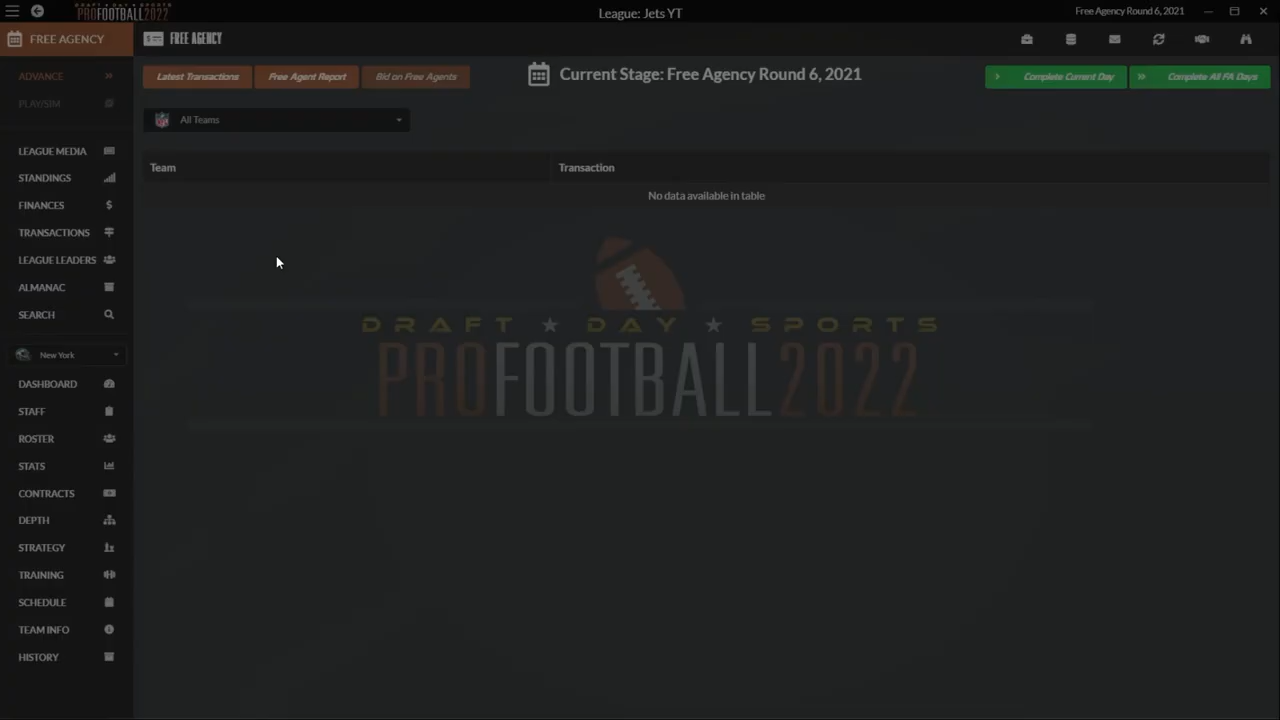 DRAFT DAY SPORTS
PROFOOTBALL2022
League: Jets YT
Free Agency Round 6, 2021
FREE AGENCY
FREE AGENCY
ADVANCE
PLAY/SIM
Latest Transactions
Free Agent Report
Bid on Free Agents
Current Stage: Free Agency Round 6, 2021
Complete Current Day
Complete All FA Days
All Teams
Team
Transaction
No data available in table
LEAGUE MEDIA
STANDINGS
FINANCES
TRANSACTIONS
LEAGUE LEADERS
ALMANAC
SEARCH
New York
DASHBOARD
STAFF
ROSTER
STATS
CONTRACTS
DEPTH
STRATEGY
TRAINING
SCHEDULE
TEAM INFO
HISTORY
DRAFT ★ DAY ★ SPORTS
PROFOOTBALL2022